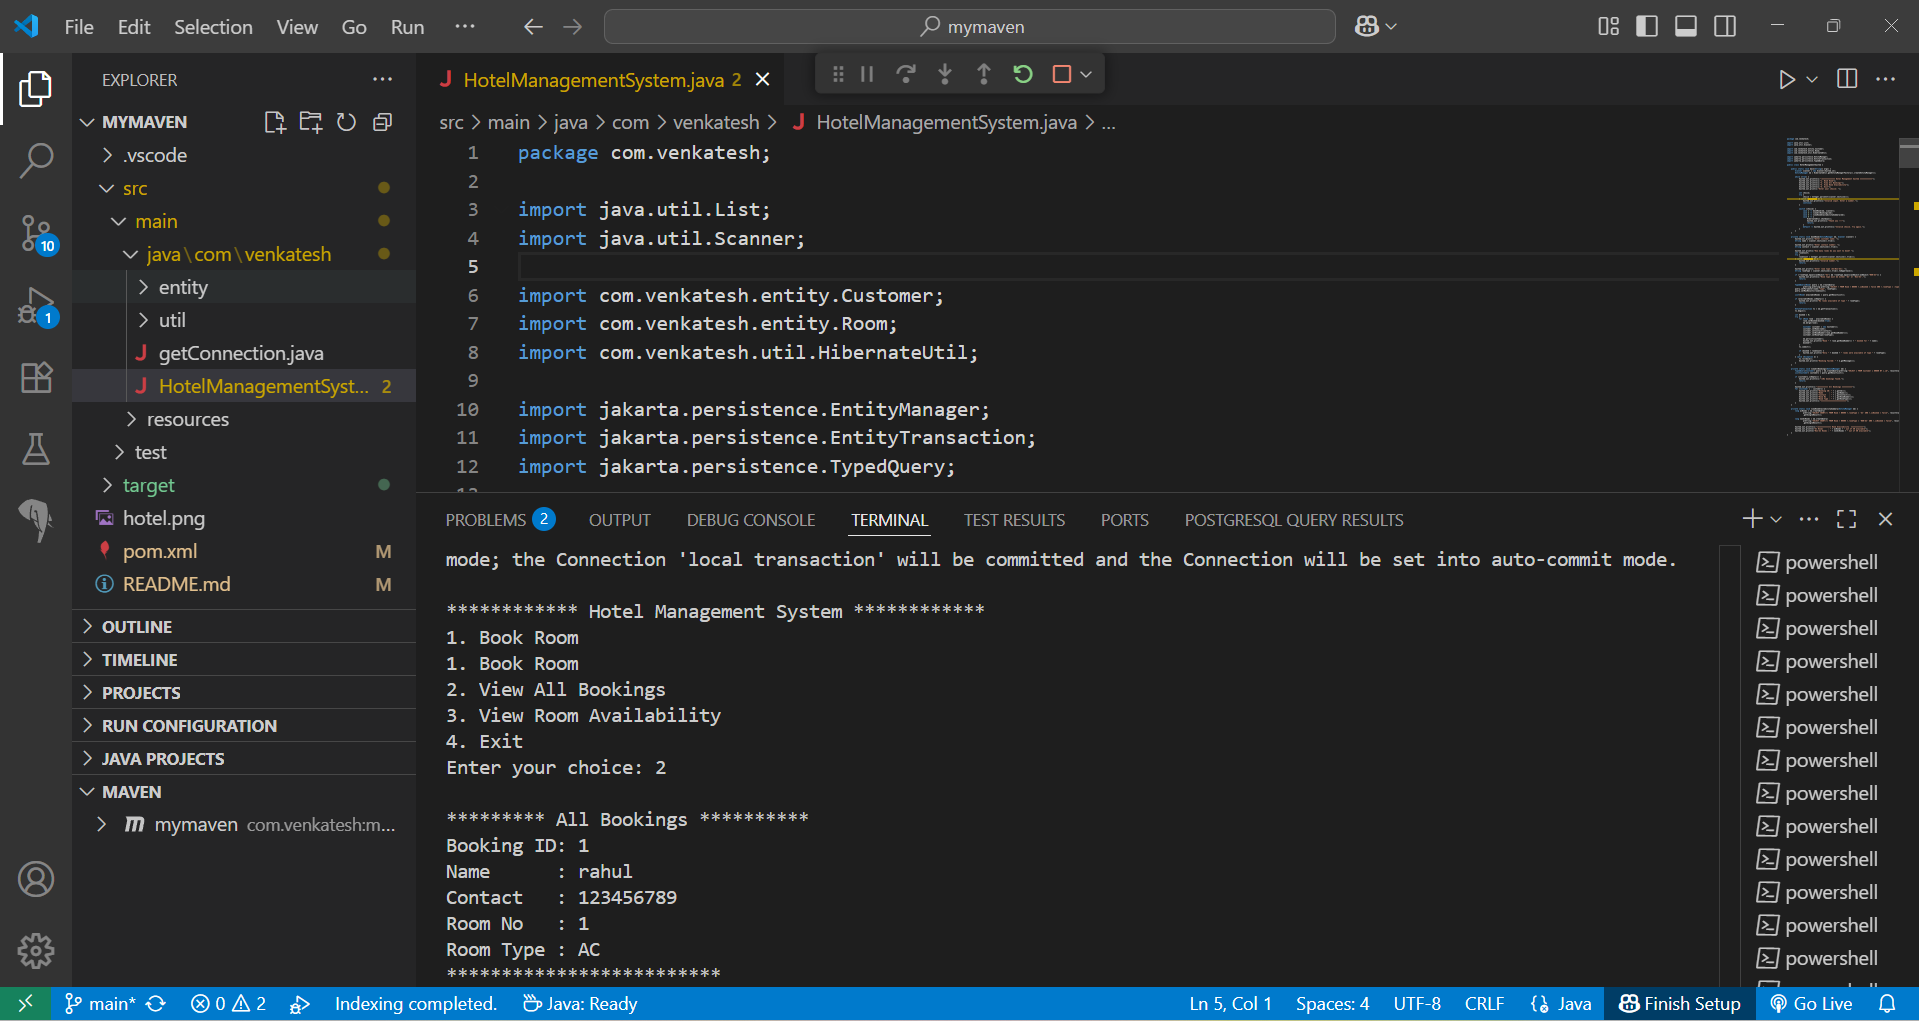 File Edit Selection View Go Run ···
mymaven
EXPLORER
MYMAVEN
.vscode
src
main
java\com\venkatesh
entity
util
getConnection.java
HotelManagementSyst... 2
resources
test
target
hotel.png
pom.xml M
README.md M
OUTLINE
TIMELINE
PROJECTS
RUN CONFIGURATION
JAVA PROJECTS
MAVEN
mymaven com.venkatesh:m...
10
1
HotelManagementSystem.java 2
src > main > java > com > venkatesh > HotelManagementSystem.java > ...
1 package com.venkatesh;
2
3 import java.util.List;
4 import java.util.Scanner;
5
6 import com.venkatesh.entity.Customer;
7 import com.venkatesh.entity.Room;
8 import com.venkatesh.util.HibernateUtil;
9
10 import jakarta.persistence.EntityManager;
11 import jakarta.persistence.EntityTransaction;
12 import jakarta.persistence.TypedQuery;
PROBLEMS 2 OUTPUT DEBUG CONSOLE TERMINAL TEST RESULTS PORTS POSTGRESQL QUERY RESULTS
mode; the Connection 'local transaction' will be committed and the Connection will be set into auto-commit mode.
************ Hotel Management System ************
1. Book Room
1. Book Room
2. View All Bookings
3. View Room Availability
4. Exit
Enter your choice: 2
********* All Bookings **********
Booking ID: 1
Name : rahul
Contact : 123456789
Room No : 1
Room Type : AC
*************************
powershell
powershell
powershell
powershell
powershell
powershell
powershell
powershell
powershell
powershell
powershell
powershell
powershell
main* 0 2 Indexing completed. Java: Ready Ln 5, Col 1 Spaces: 4 UTF-8 CRLF {} Java Finish Setup Go Live